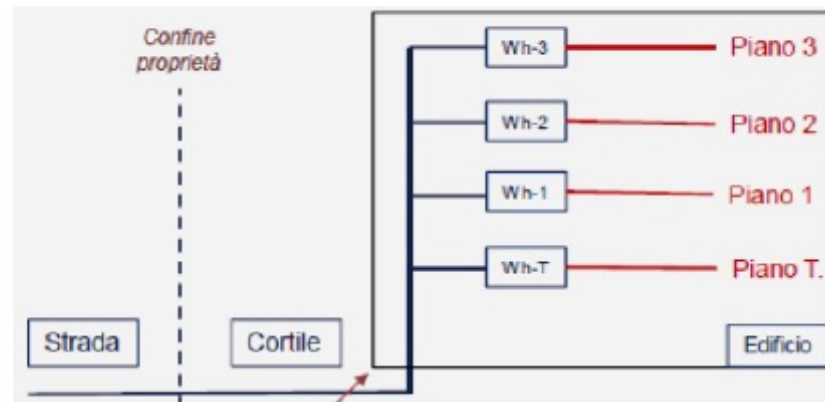 Confine
proprietà
Wh-3
Piano 3
Wh-2
Piano 2
Wh-1
Piano 1
Wh-T
Piano T.
Strada
Cortile
Edificio